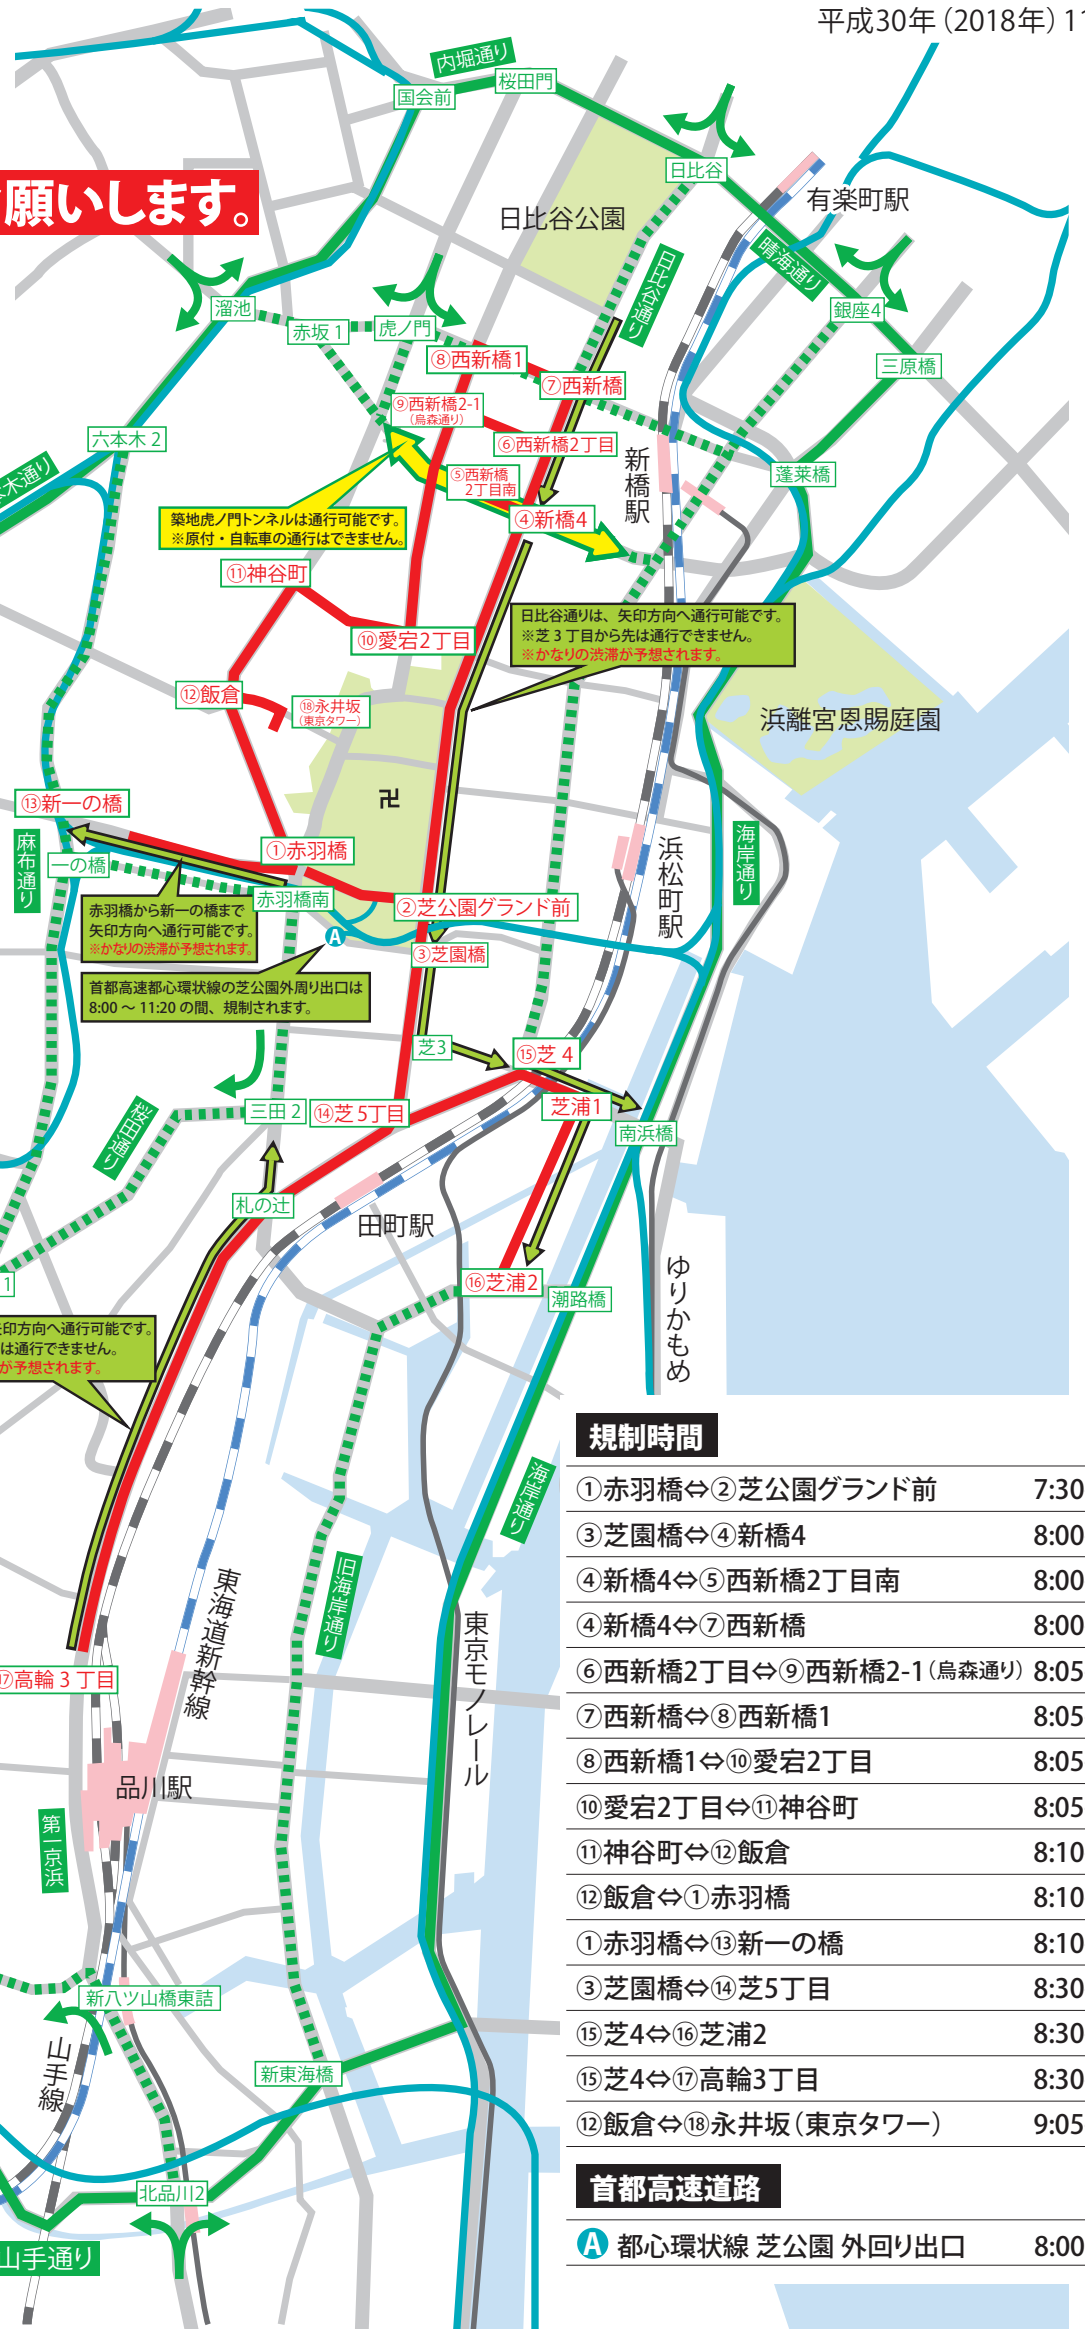 平成30年（2018年）11
内堀通り
桜田門
国会前
日比谷
有楽町駅
願いします。
日比谷公園
晴海通り
日比谷通り
溜池
赤坂 1
虎ノ門
銀座4
三原橋
⑧西新橋1
⑦西新橋
⑨西新橋2-1
（烏森通り）
六本木 2
木通り
⑥西新橋2丁目
新橋駅
⑤西新橋
2丁目南
蓬莱橋
築地虎ノ門トンネルは通行可能です。
※原付・自転車の通行はできません。
④新橋4
⑪神谷町
日比谷通りは、矢印方向へ通行可能です。
※芝 3 丁目から先は通行できません。
※かなりの渋滞が予想されます。
⑩愛宕2丁目
⑫飯倉
⑱永井坂
（東京タワー）
浜離宮恩賜庭園
卍
⑬新一の橋
麻布通り
一の橋
①赤羽橋
浜松町駅
海岸通り
赤羽橋南
②芝公園グランド前
赤羽橋から新一の橋まで
矢印方向へ通行可能です。
※かなりの渋滞が予想されます。
A
③芝園橋
首都高速都心環状線の芝公園外周り出口は
8:00 ～ 11:20 の間、規制されます。
芝3
⑮芝 4
桜田通り
三田 2
⑭芝 5丁目
芝浦1
南浜橋
札の辻
田町駅
1
⑯芝浦2
潮路橋
ゆりかもめ
矢印方向へ通行可能です。
は通行できません。
が予想されます。
海岸通り
旧海岸通り
東海道新幹線
東京モノレール
⑰高輪 3 丁目
品川駅
第一京浜
新八ツ山橋東詰
山手線
新東海橋
北品川2
山手通り
規制時間
①赤羽橋⇔②芝公園グランド前 7:30
③芝園橋⇔④新橋4 8:00
④新橋4⇔⑤西新橋2丁目南 8:00
④新橋4⇔⑦西新橋 8:00
⑥西新橋2丁目⇔⑨西新橋2-1（烏森通り） 8:05
⑦西新橋⇔⑧西新橋1 8:05
⑧西新橋1⇔⑩愛宕2丁目 8:05
⑩愛宕2丁目⇔⑪神谷町 8:05
⑪神谷町⇔⑫飯倉 8:10
⑫飯倉⇔①赤羽橋 8:10
①赤羽橋⇔⑬新一の橋 8:10
③芝園橋⇔⑭芝5丁目 8:30
⑮芝4⇔⑯芝浦2 8:30
⑮芝4⇔⑰高輪3丁目 8:30
⑫飯倉⇔⑱永井坂（東京タワー） 9:05
首都高速道路
A 都心環状線 芝公園 外回り出口 8:00